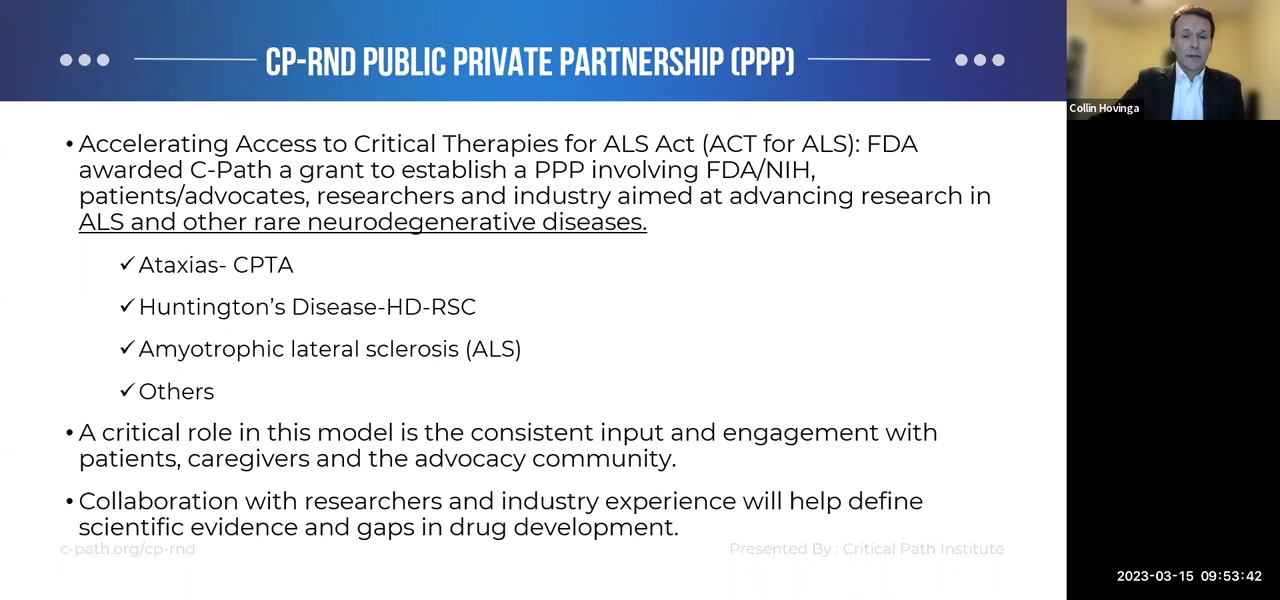 CP-RND PUBLIC PRIVATE PARTNERSHIP (PPP)
• Accelerating Access to Critical Therapies for ALS Act (ACT for ALS): FDA
awarded C-Path a grant to establish a PPP involving FDA/NIH,
patients/advocates, researchers and industry aimed at advancing research in
ALS and other rare neurodegenerative diseases.
✓ Ataxias- CPTA
✓ Huntington’s Disease-HD-RSC
✓ Amyotrophic lateral sclerosis (ALS)
✓ Others
• A critical role in this model is the consistent input and engagement with
patients, caregivers and the advocacy community.
• Collaboration with researchers and industry experience will help define
scientific evidence and gaps in drug development.
c-path.org/cp-rnd
Presented By : Critical Path Institute
Collin Hovinga
2023-03-15 09:53:42